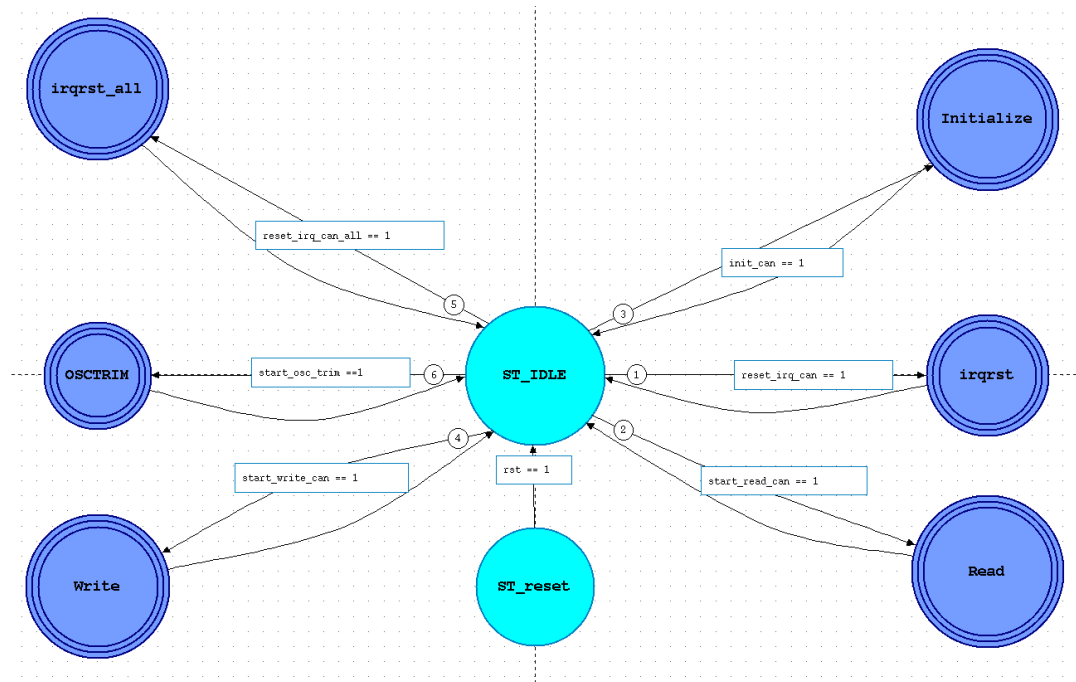 irqrst_all
Initialize
reset_irq_can_all == 1
init_can == 1
5
3
OSCTRIM
start_osc_trim ==1
6
ST_IDLE
1
reset_irq_can == 1
irqrst
4
2
start_write_can == 1
rst == 1
start_read_can == 1
Write
ST_reset
Read